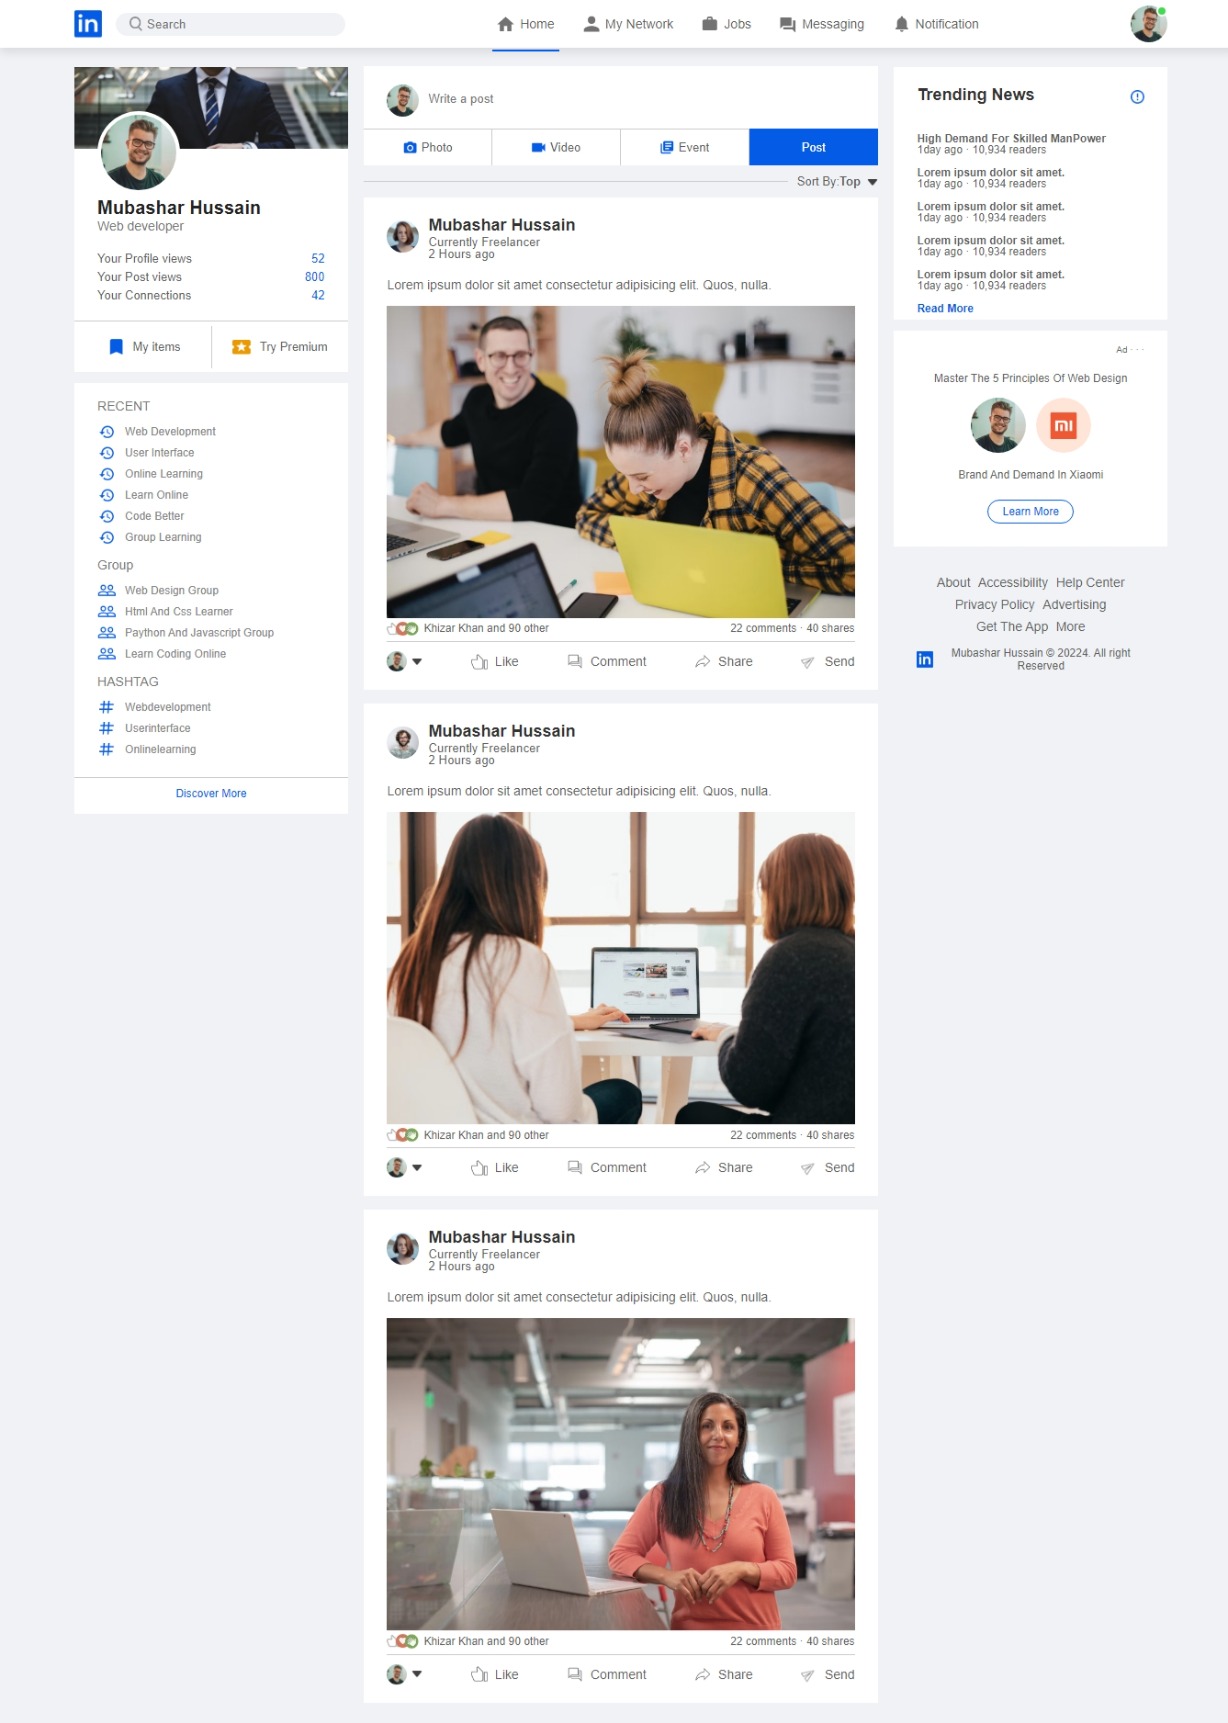 in
Search
Home
My Network
Jobs
Messaging
Notification
Mubashar Hussain
Web developer
Your Profile views 52
Your Post views 800
Your Connections 42
My items
Try Premium
RECENT
Web Development
User Interface
Online Learning
Learn Online
Code Better
Group Learning
Group
Web Design Group
Html And Css Learner
Paython And Javascript Group
Learn Coding Online
HASHTAG
Webdevelopment
Userinterface
Onlinelearning
Discover More
Write a post
Photo
Video
Event
Post
Sort By:Top
Mubashar Hussain
Currently Freelancer
2 Hours ago
Lorem ipsum dolor sit amet consectetur adipisicing elit. Quos, nulla.
Khizar Khan and 90 other
22 comments · 40 shares
Like
Comment
Share
Send
Mubashar Hussain
Currently Freelancer
2 Hours ago
Lorem ipsum dolor sit amet consectetur adipisicing elit. Quos, nulla.
Khizar Khan and 90 other
22 comments · 40 shares
Like
Comment
Share
Send
Mubashar Hussain
Currently Freelancer
2 Hours ago
Lorem ipsum dolor sit amet consectetur adipisicing elit. Quos, nulla.
Khizar Khan and 90 other
22 comments · 40 shares
Like
Comment
Share
Send
Trending News
High Demand For Skilled ManPower
1day ago · 10,934 readers
Lorem ipsum dolor sit amet.
1day ago · 10,934 readers
Lorem ipsum dolor sit amet.
1day ago · 10,934 readers
Lorem ipsum dolor sit amet.
1day ago · 10,934 readers
Lorem ipsum dolor sit amet.
1day ago · 10,934 readers
Read More
Ad · · ·
Master The 5 Principles Of Web Design
mi
Brand And Demand In Xiaomi
Learn More
About Accessibility Help Center
Privacy Policy Advertising
Get The App More
in
Mubashar Hussain © 20224. All right
Reserved